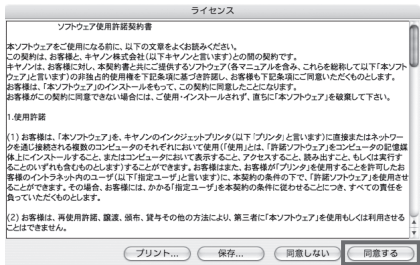 ライセンス
ソフトウェア使用許諾契約書
本ソフトウェアをご使用になる前に、以下の文章をよくお読みください。
この契約は、お客様と、キヤノン株式会社(以下キヤノンと言います)との間の契約です。
キヤノンは、お客様に対し、本契約書と共にご提供するソフトウェア(各マニュアルを含み、これらを総称して以下「本ソフト
ウェア」と言います)の非独占的使用権を下記条項に基づき許諾し、お客様も下記条項にご同意いただくものとします。
お客様は、「本ソフトウェア」のインストールをもって、この契約に同意したことになります。
お客様がこの契約に同意できない場合には、ご使用・インストールされず、直ちに「本ソフトウェア」を破棄して下さい。
1.使用許諾
(1) お客様は、「本ソフトウェア」を、キヤノンのインクジェットプリンタ(以下「プリンタ」と言います)に直接またはネットワー
クを通じ接続される複数のコンピュータのそれぞれにおいて使用(「使用」とは、「許諾ソフトウェア」をコンピュータの記憶媒
体上にインストールすること、またはコンピュータにおいて表示すること、アクセスすること、読み出すこと、もしくは実行す
ることのいずれも含むものとします)することができます。お客様はまた、お客様が「プリンタ」を使用することを許可したお
客様のイントラネット内のユーザ(以下「指定ユーザ」と言います)に、本契約の条件の下で、「許諾ソフトウェア」を使用させ
ることができます。その場合、お客様には、かかる「指定ユーザ」を本契約の条件に従わせることにつき、すべての責任を
負っていただくものとします。
(2) お客様は、再使用許諾、譲渡、頒布、貸与その他の方法により、第三者に「本ソフトウェア」を使用もしくは利用させる
ことはできません。
プリント... 保存... 同意しない 同意する